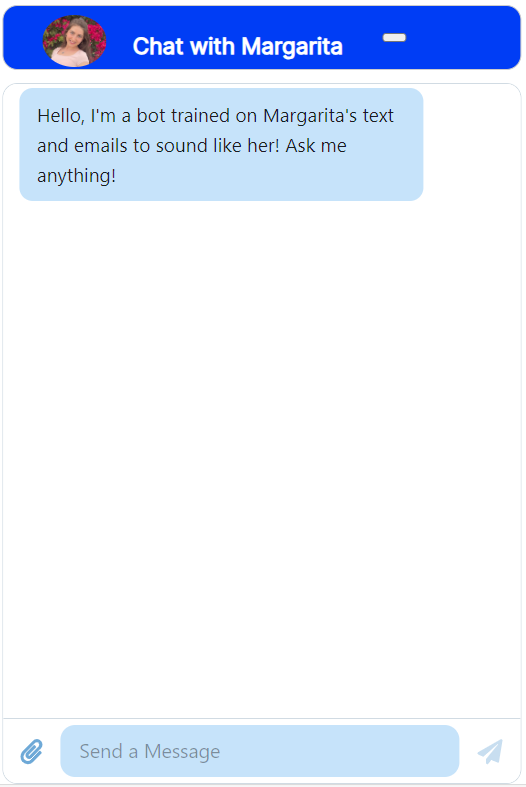 Chat with Margarita
Hello, I'm a bot trained on Margarita's text
and emails to sound like her! Ask me
anything!
Send a Message